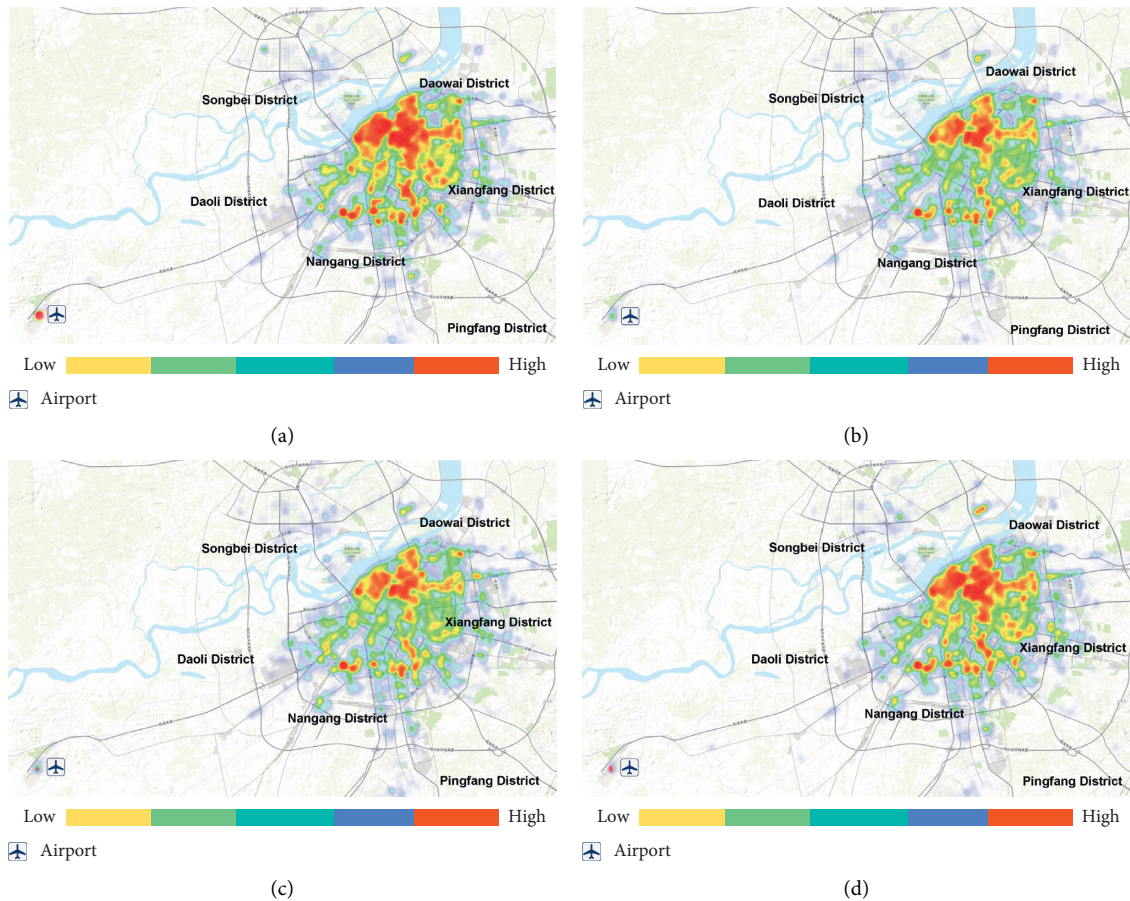 Daowai District
Songbei District
Xiangfang District
Daoli District
Nangang District
Pingfang District
Low High
Airport
(a)
Daowai District
Songbei District
Xiangfang District
Daoli District
Nangang District
Pingfang District
Low High
Airport
(b)
Daowai District
Songbei District
Xiangfang District
Daoli District
Nangang District
Pingfang District
Low High
Airport
(c)
Daowai District
Songbei District
Xiangfang District
Daoli District
Nangang District
Pingfang District
Low High
Airport
(d)